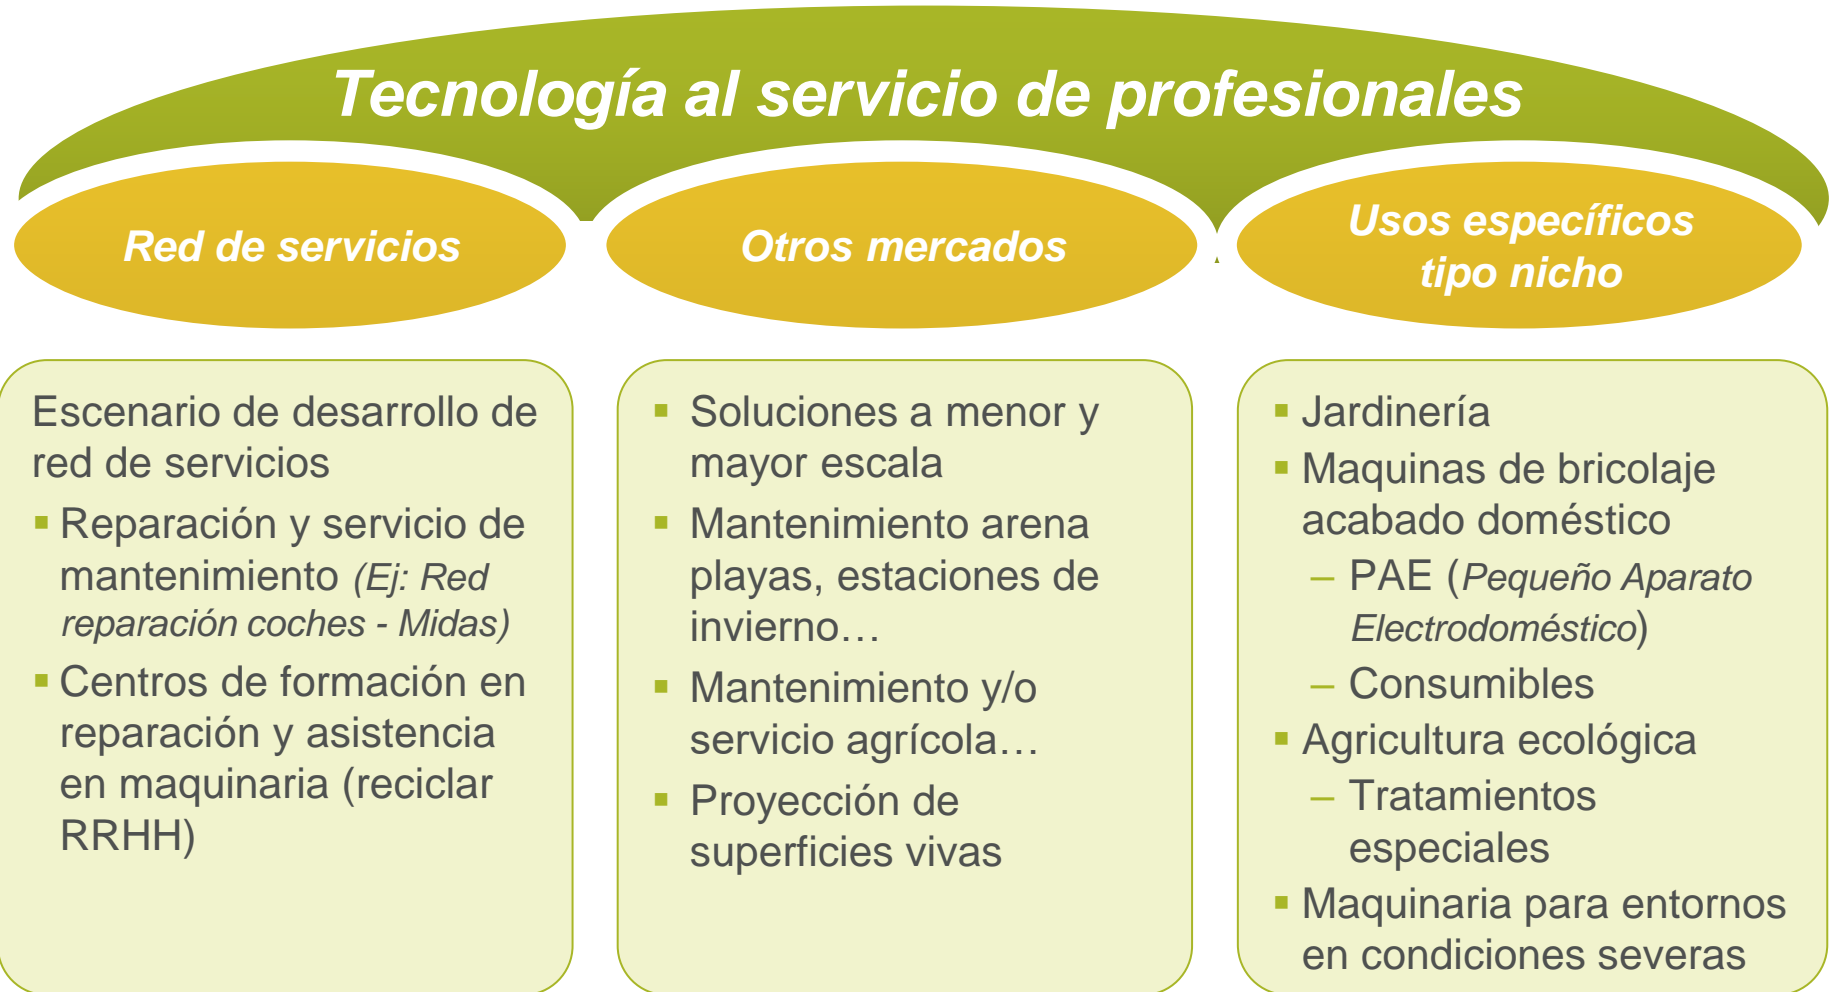 Tecnología al servicio de profesionales
Red de servicios
Otros mercados
Usos específicos
tipo nicho
Escenario de desarrollo de
red de servicios
▪ Reparación y servicio de
mantenimiento (Ej: Red
reparación coches - Midas)
▪ Centros de formación en
reparación y asistencia
en maquinaria (reciclar
RRHH)
▪ Soluciones a menor y
mayor escala
▪ Mantenimiento arena
playas, estaciones de
invierno…
▪ Mantenimiento y/o
servicio agrícola…
▪ Proyección de
superficies vivas
▪ Jardinería
▪ Maquinas de bricolaje
acabado doméstico
– PAE (Pequeño Aparato
Electrodoméstico)
– Consumibles
▪ Agricultura ecológica
– Tratamientos
especiales
▪ Maquinaria para entornos
en condiciones severas